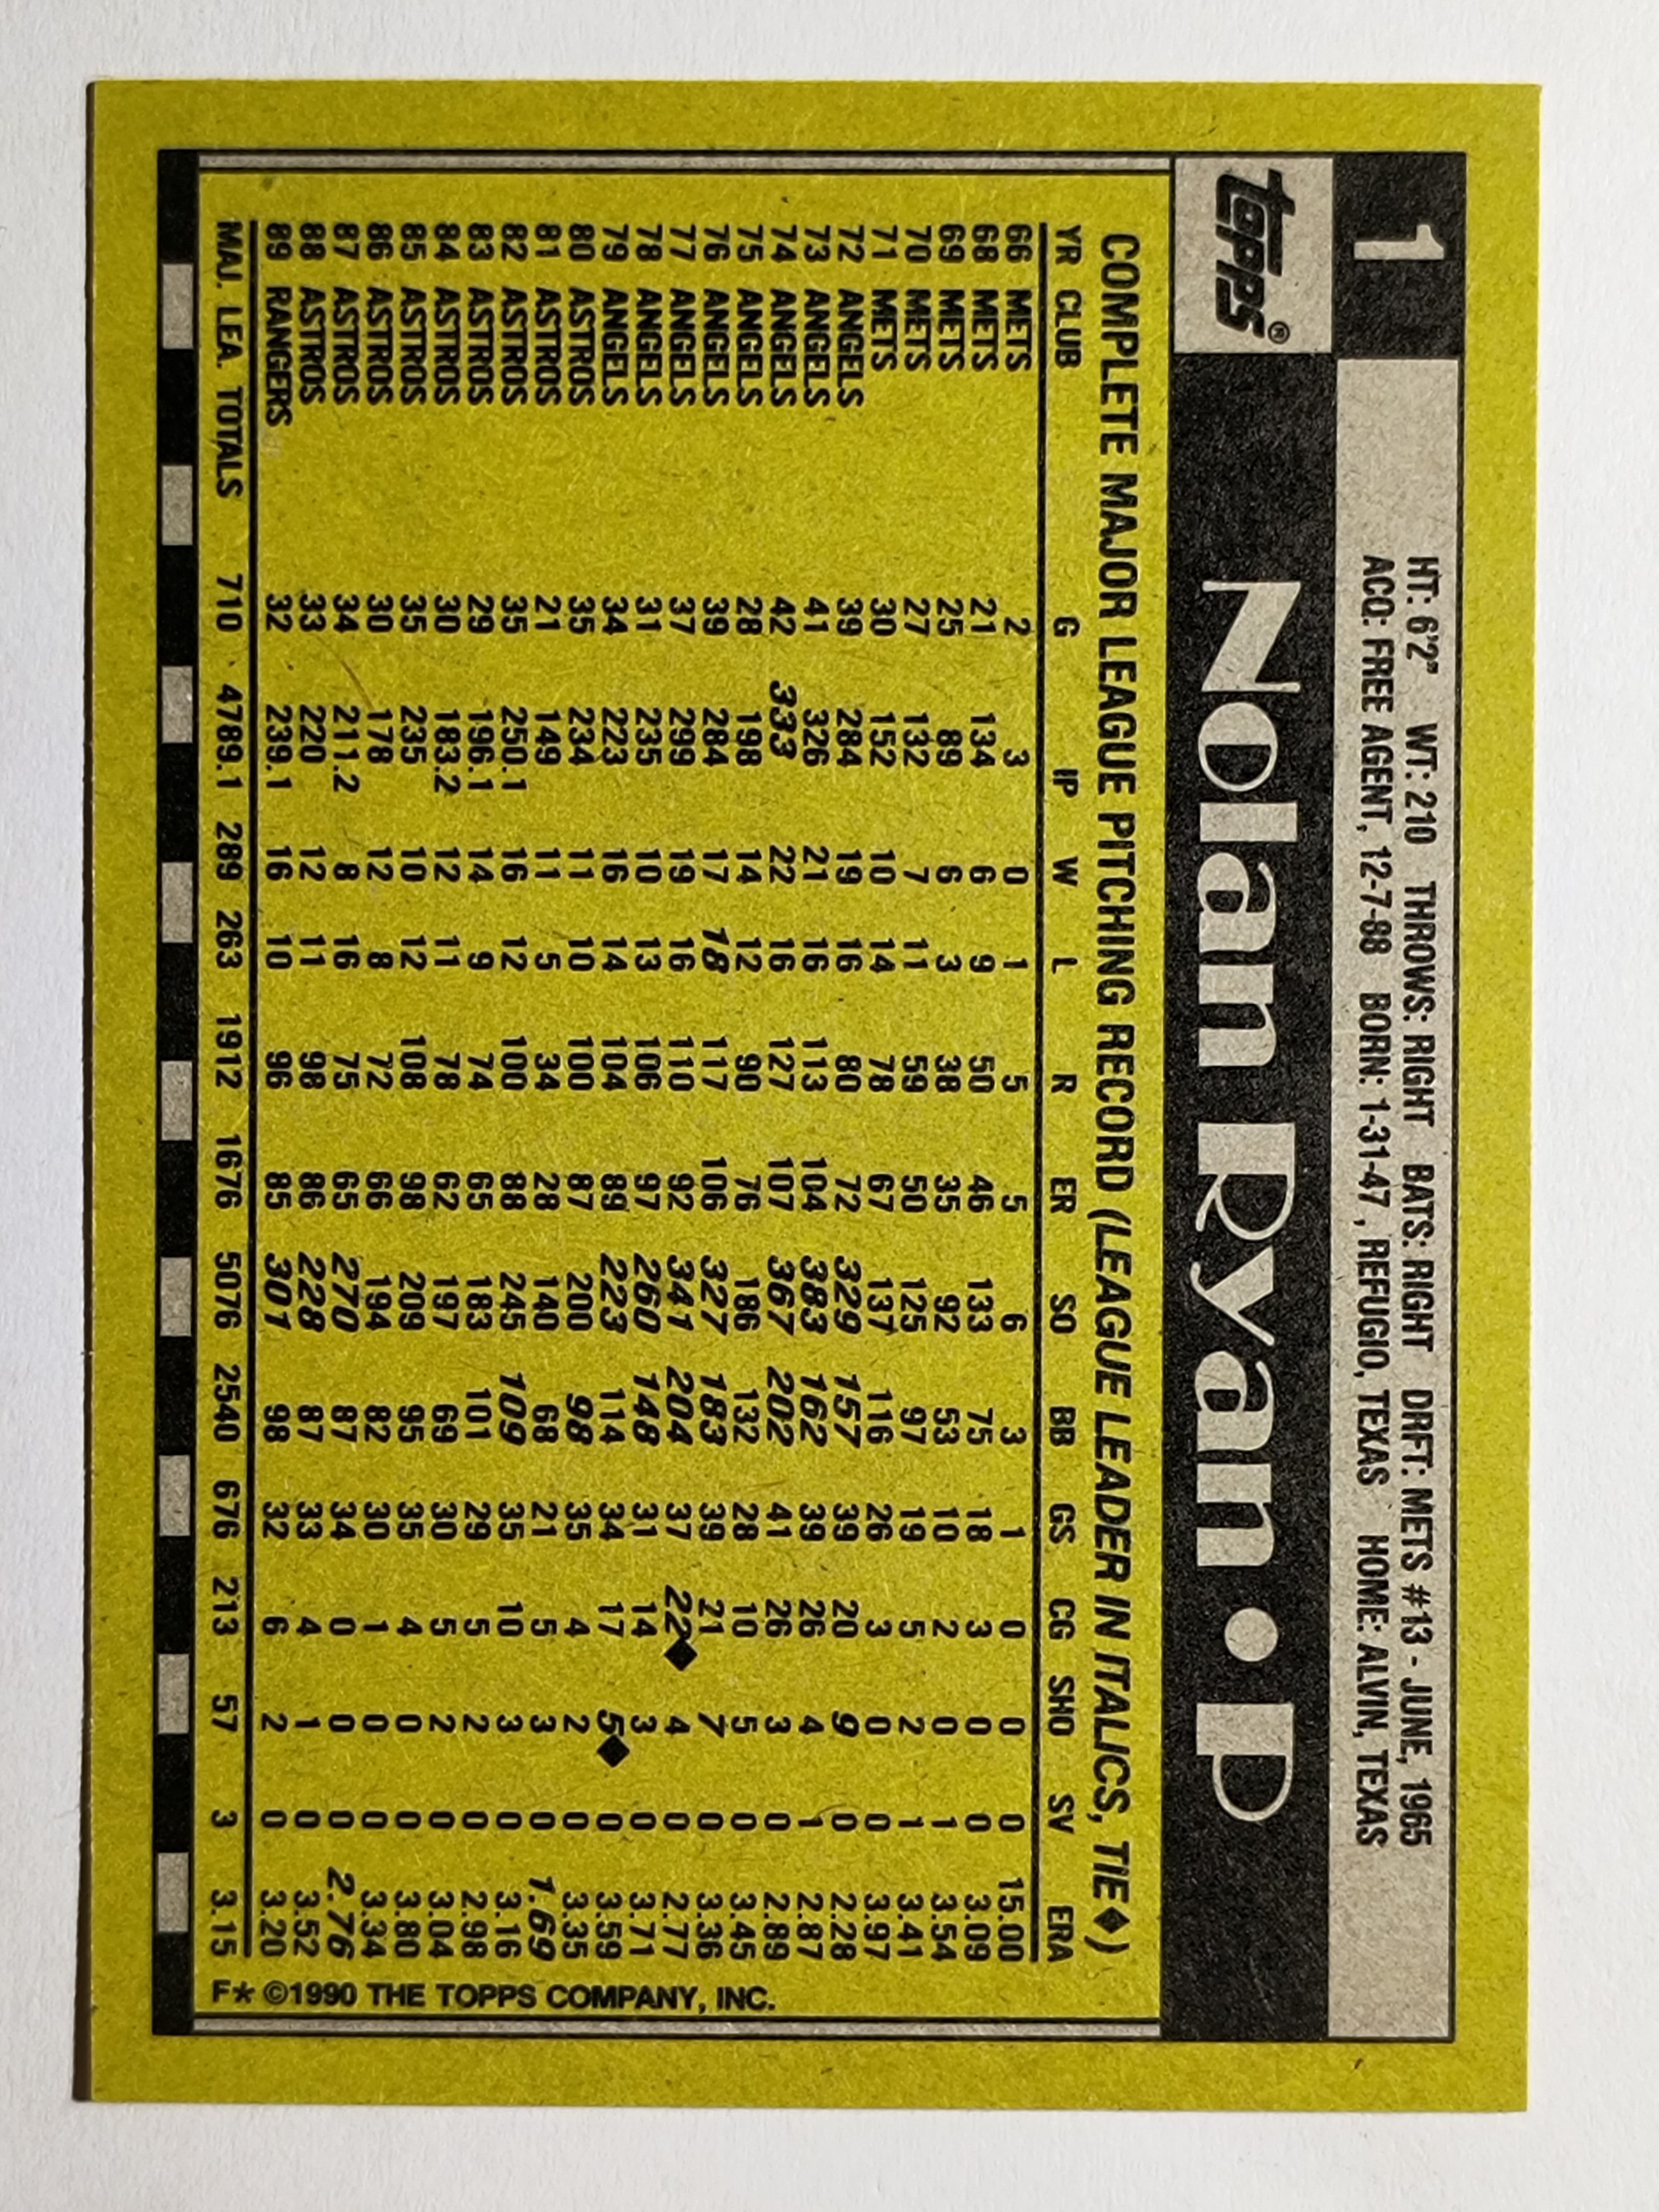 1
HT: 6'2" WT: 210 THROWS: RIGHT BATS: RIGHT DRFT: METS #13 - JUNE, 1965
ACQ: FREE AGENT, 12-7-88 BORN: 1-31-47, REFUGIO, TEXAS HOME: ALVIN, TEXAS
TOPPS®
Nolan Ryan • P
COMPLETE MAJOR LEAGUE PITCHING RECORD (LEAGUE LEADER IN ITALICS, TIE ♦)
YR CLUB G IP W L R ER SO BB GS CG SHO SV ERA
66 METS 2 3 0 1 5 5 6 3 1 0 0 0 15.00
68 METS 21 134 6 9 50 46 133 75 18 3 0 0 3.09
69 METS 25 89 6 3 38 35 92 53 10 2 0 1 3.54
70 METS 27 132 7 11 59 50 125 97 19 5 2 1 3.41
71 METS 30 152 10 14 78 67 137 116 26 3 0 0 3.97
72 ANGELS 39 284 19 16 80 72 329 157 39 20 9 0 2.28
73 ANGELS 41 326 21 16 113 104 383 162 39 26 4 1 2.87
74 ANGELS 42 333 22 16 127 107 367 202 41 26 3 0 2.89
75 ANGELS 28 198 14 12 90 76 186 132 28 10 5 0 3.45
76 ANGELS 39 284 17 18 117 106 327 183 39 21 7 0 3.36
77 ANGELS 37 299 19 16 110 92 341 204 37 22♦ 4 0 2.77
78 ANGELS 31 235 10 13 106 97 260 148 31 14 3 0 3.71
79 ANGELS 34 223 16 14 104 89 223 114 34 17 5♦ 0 3.59
80 ASTROS 35 234 11 10 100 87 200 98 35 4 2 0 3.35
81 ASTROS 21 149 11 5 34 28 140 68 21 5 3 0 1.69
82 ASTROS 35 250.1 16 12 100 88 245 109 35 10 3 0 3.16
83 ASTROS 29 196.1 14 9 74 65 183 101 29 5 2 0 2.98
84 ASTROS 30 183.2 12 11 78 62 197 69 30 5 2 0 3.04
85 ASTROS 35 235 10 12 108 98 209 95 35 4 0 0 3.80
86 ASTROS 30 178 12 8 72 66 194 82 30 1 0 0 3.34
87 ASTROS 34 211.2 8 16 75 65 270 87 34 0 0 0 2.76
88 ASTROS 33 220 12 11 98 86 228 87 33 4 1 0 3.52
89 RANGERS 32 239.1 16 10 96 85 301 98 32 6 2 0 3.20
MAJ. LEA. TOTALS 710 4789.1 289 263 1912 1676 5076 2540 676 213 57 3 3.15
F* ©1990 THE TOPPS COMPANY, INC.